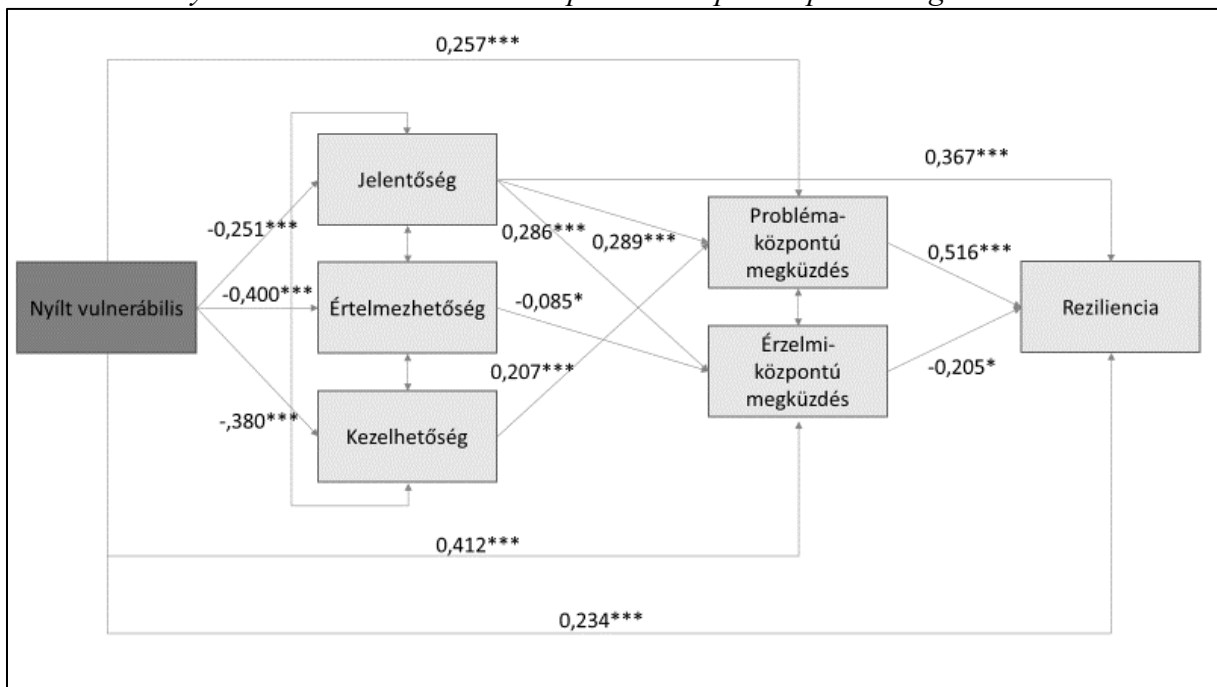 0,257***
Jelentőség
0,367***
-0,251***
Probléma-
központú
megküzdés
0,286***
0,289***
0,516***
Nyílt vulnerábilis
-0,400***
Értelmezhetőség
-0,085*
Reziliencia
Érzelmi-
központú
megküzdés
0,207***
-0,205*
-,380***
Kezelhetőség
0,412***
0,234***